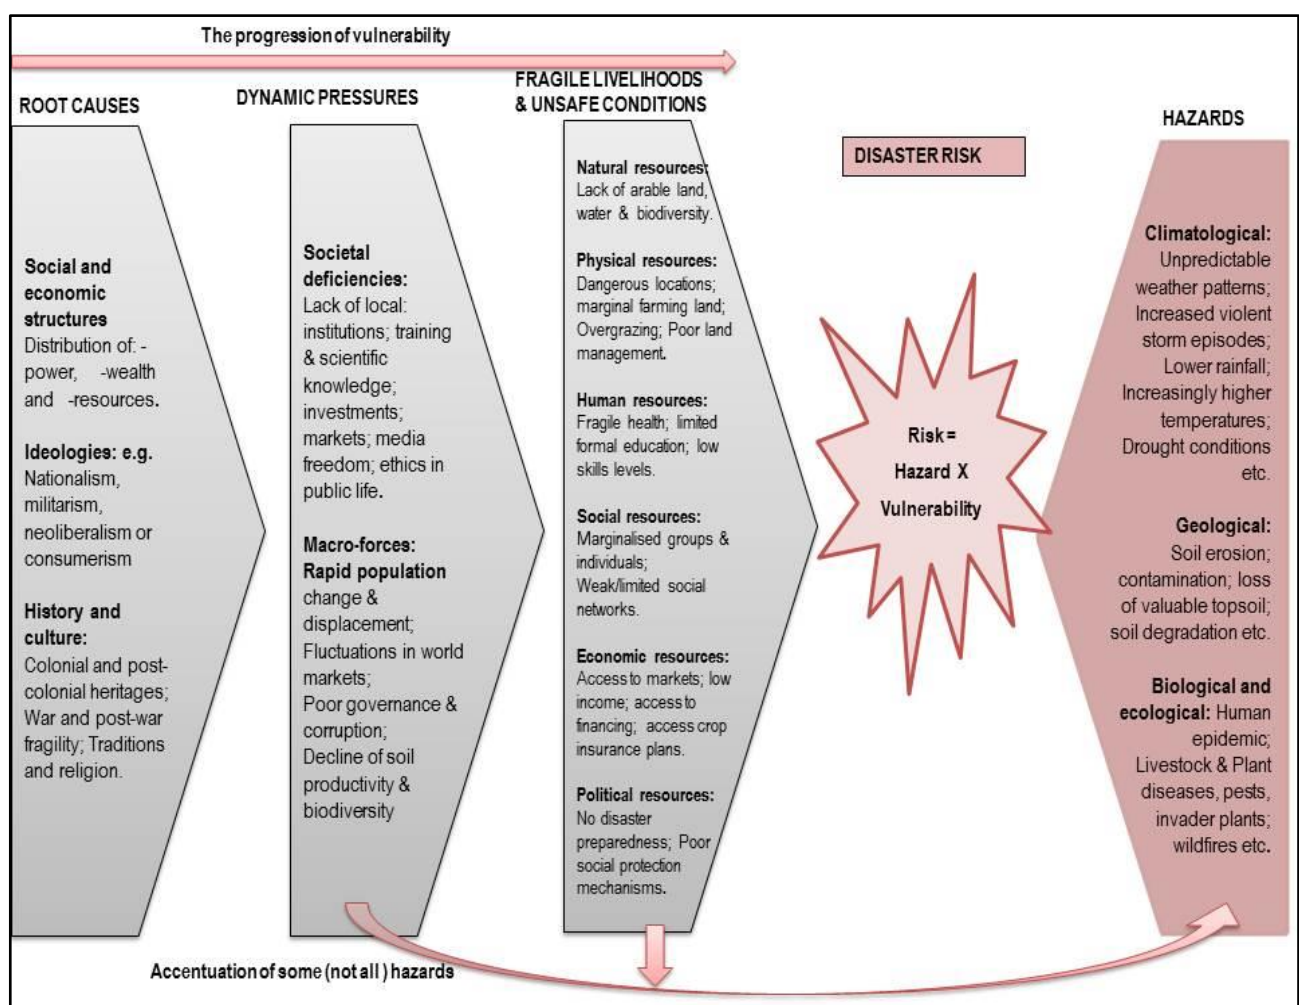 The progression of vulnerability
ROOT CAUSES
Social and
economic
structures
Distribution of: -
power, -wealth
and -resources.
Ideologies: e.g.
Nationalism,
militarism,
neoliberalism or
consumerism
History and
culture:
Colonial and post-
colonial heritages;
War and post-war
fragility; Traditions
and religion.
DYNAMIC PRESSURES
Societal
deficiencies:
Lack of local:
institutions; training
& scientific
knowledge;
investments;
markets; media
freedom; ethics in
public life.
Macro-forces:
Rapid population
change &
displacement;
Fluctuations in world
markets;
Poor governance &
corruption;
Decline of soil
productivity &
biodiversity
FRAGILE LIVELIHOODS
& UNSAFE CONDITIONS
Natural resources:
Lack of arable land,
water & biodiversity.
Physical resources:
Dangerous locations;
marginal farming land;
Overgrazing; Poor land
management.
Human resources:
Fragile health; limited
formal education; low
skills levels.
Social resources:
Marginalised groups &
individuals;
Weak/limited social
networks.
Economic resources:
Access to markets; low
income; access to
financing; access crop
insurance plans.
Political resources:
No disaster
preparedness; Poor
social protection
mechanisms.
DISASTER RISK
Risk =
Hazard X
Vulnerability
HAZARDS
Climatological:
Unpredictable
weather patterns;
Increased violent
storm episodes;
Lower rainfall;
Increasingly higher
temperatures;
Drought conditions
etc.
Geological:
Soil erosion;
contamination; loss
of valuable topsoil;
soil degradation etc.
Biological and
ecological: Human
epidemic;
Livestock & Plant
diseases, pests,
invader plants;
wildfires etc.
Accentuation of some (not all ) hazards